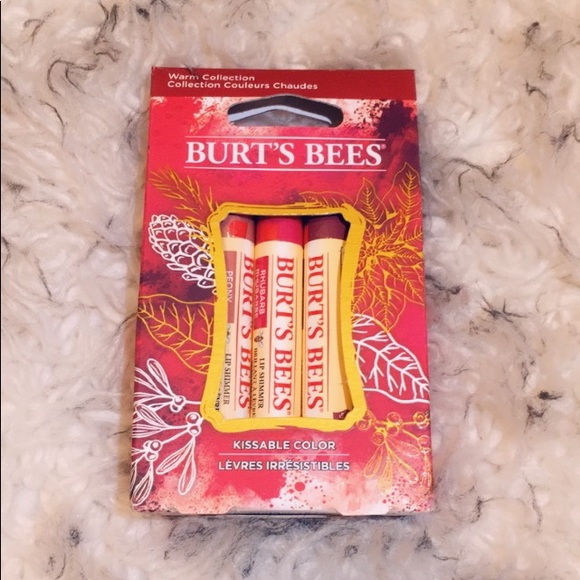 Warm Collection
Collection Couleurs Chaudes
BURT'S BEES®
PEONY
LIP SHIMMER
RHUBARB
LIP SHIMMER
BURT'S BEES
BURT'S BEES
BURT'S BEES
KISSABLE COLOR
LÈVRES IRRÉSISTIBLES